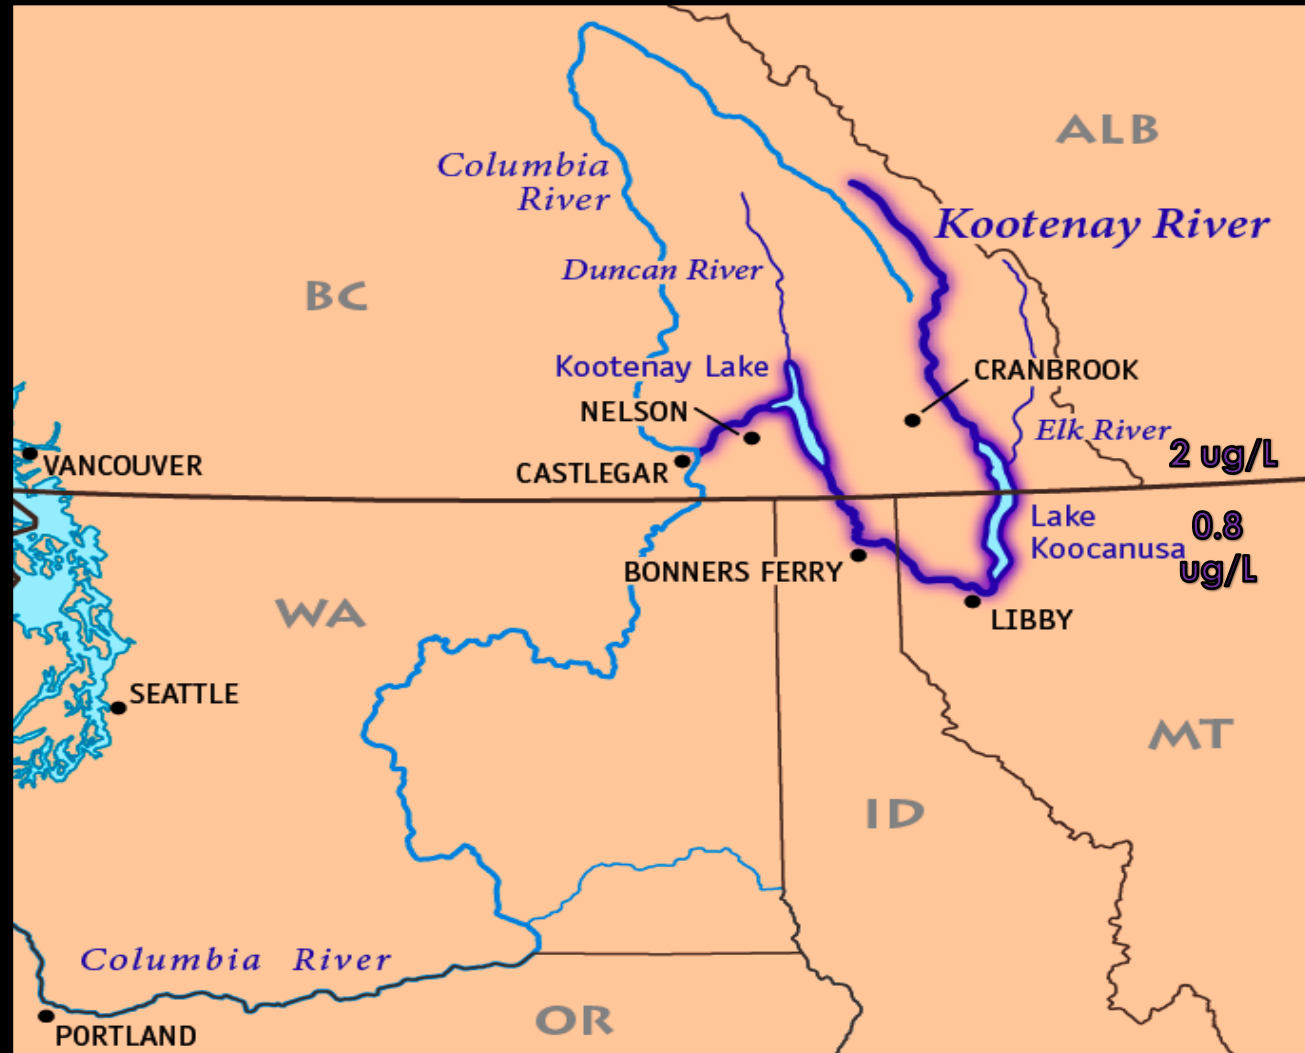 ALB
Columbia
River
Kootenay River
Duncan River
BC
Kootenay Lake
CRANBROOK
NELSON
Elk River
2 ug/L
VANCOUVER
CASTLEGAR
Lake
Koocanusa
0.8
ug/L
BONNERS FERRY
WA
LIBBY
SEATTLE
MT
ID
Columbia River
OR
PORTLAND